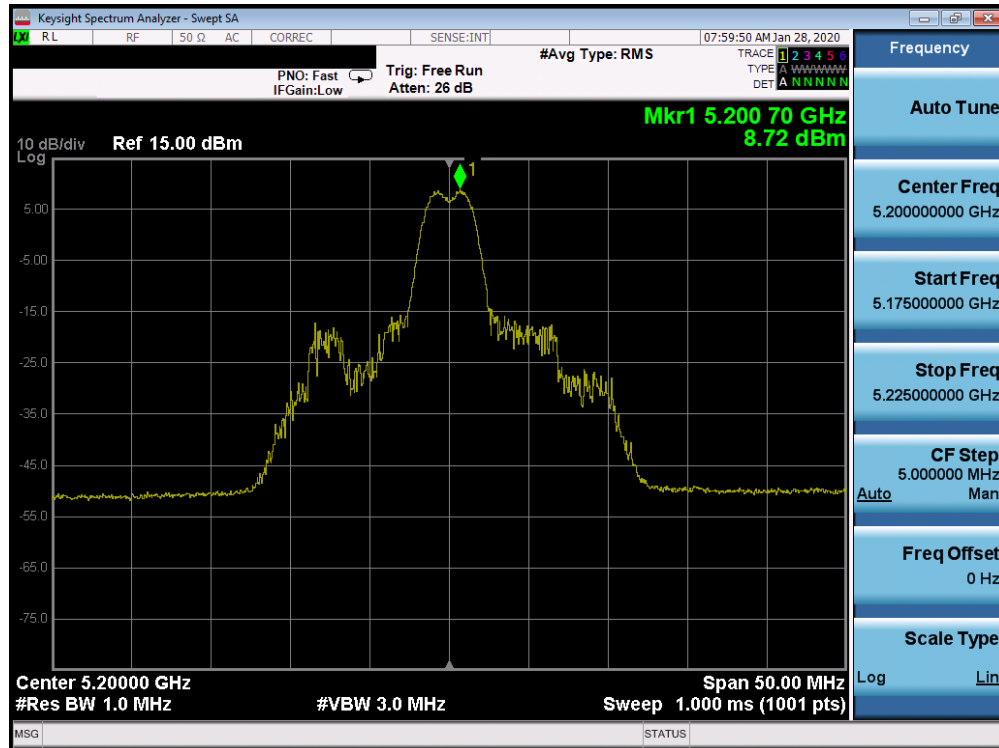 Keysight Spectrum Analyzer - Swept SA
LXI RL RF 50 Ω AC CORREC SENSE:INT 07:59:50 AM Jan 28, 2020
#Avg Type: RMS TRACE 1 2 3 4 5 6
TYPE A WWWWW
DET A N N N N N
PNO: Fast Trig: Free Run
IFGain:Low Atten: 26 dB
Mkr1 5.200 70 GHz
8.72 dBm
10 dB/div Ref 15.00 dBm
Log
1
5.00
-5.00
-15.0
-25.0
-35.0
-45.0
-55.0
-65.0
-75.0
Center 5.20000 GHz Span 50.00 MHz
#Res BW 1.0 MHz #VBW 3.0 MHz Sweep 1.000 ms (1001 pts)
MSG STATUS
Frequency
Auto Tune
Center Freq
5.200000000 GHz
Start Freq
5.175000000 GHz
Stop Freq
5.225000000 GHz
CF Step
5.000000 MHz
Auto Man
Freq Offset
0 Hz
Scale Type
Log Lin